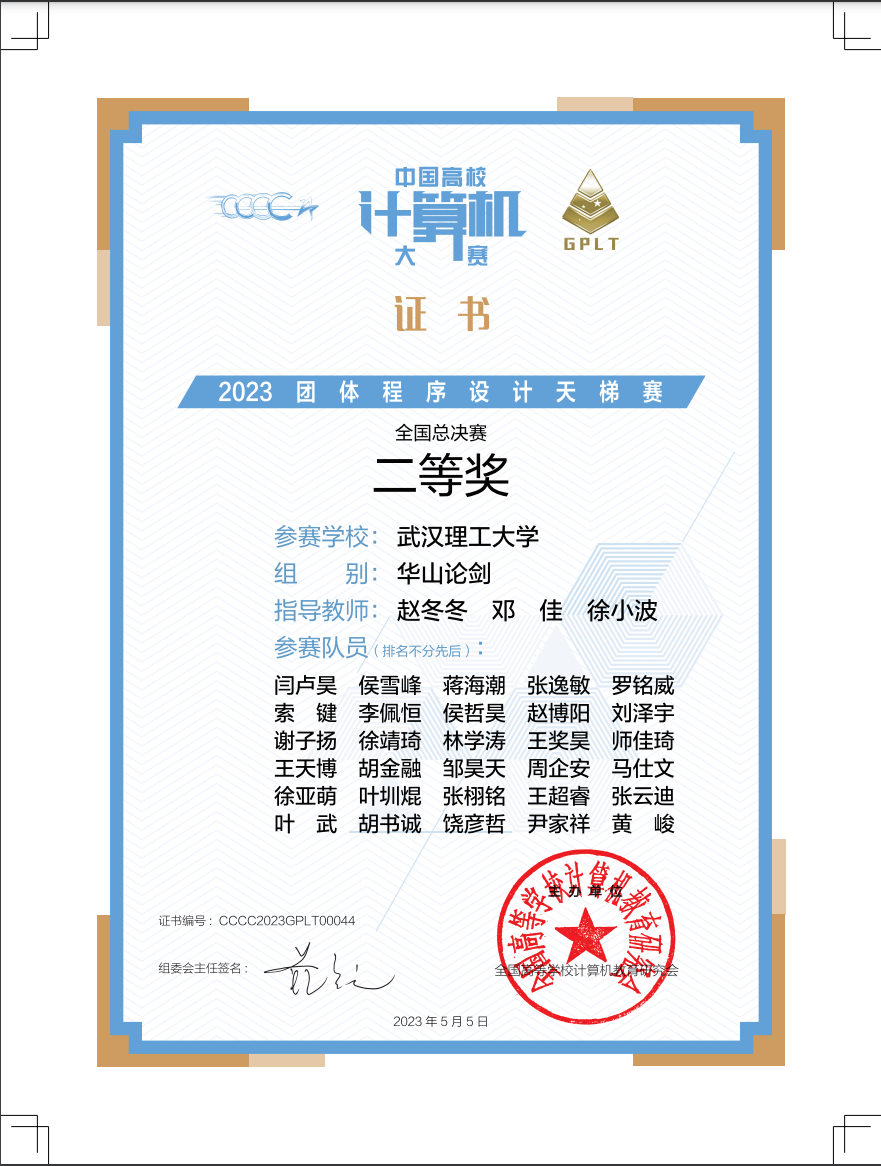 CCCC
中国高校
计算机
大赛
GPLT
证书
2023 团体程序设计天梯赛
全国总决赛
二等奖
参赛学校：武汉理工大学
组 别：华山论剑
指导教师：赵冬冬 邓 佳 徐小波
参赛队员（排名不分先后）：
闫卢昊 侯雪峰 蒋海潮 张逸敏 罗铭威
索 键 李佩恒 侯哲昊 赵博阳 刘泽宇
谢子扬 徐靖琦 林学涛 王奖昊 师佳琦
王天博 胡金融 邹昊天 周企安 马仕文
徐亚萌 叶圳焜 张栩铭 王超睿 张云迪
叶 武 胡书诚 饶彦哲 尹家祥 黄 峻
主办单位
全国高等学校计算机教育研究会
证书编号：CCCC2023GPLT00044
组委会主任签名：
全国高等学校计算机教育研究会
2023 年 5 月 5 日